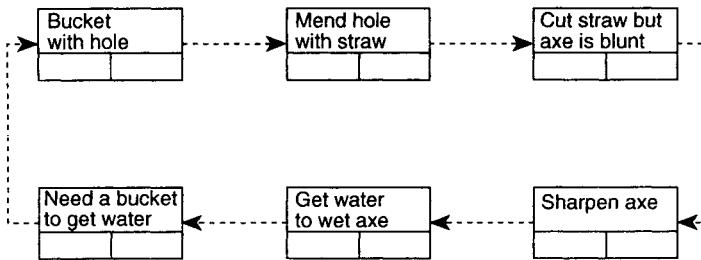 Bucket
with hole
Mend hole
with straw
Cut straw but
axe is blunt
Need a bucket
to get water
Get water
to wet axe
Sharpen axe